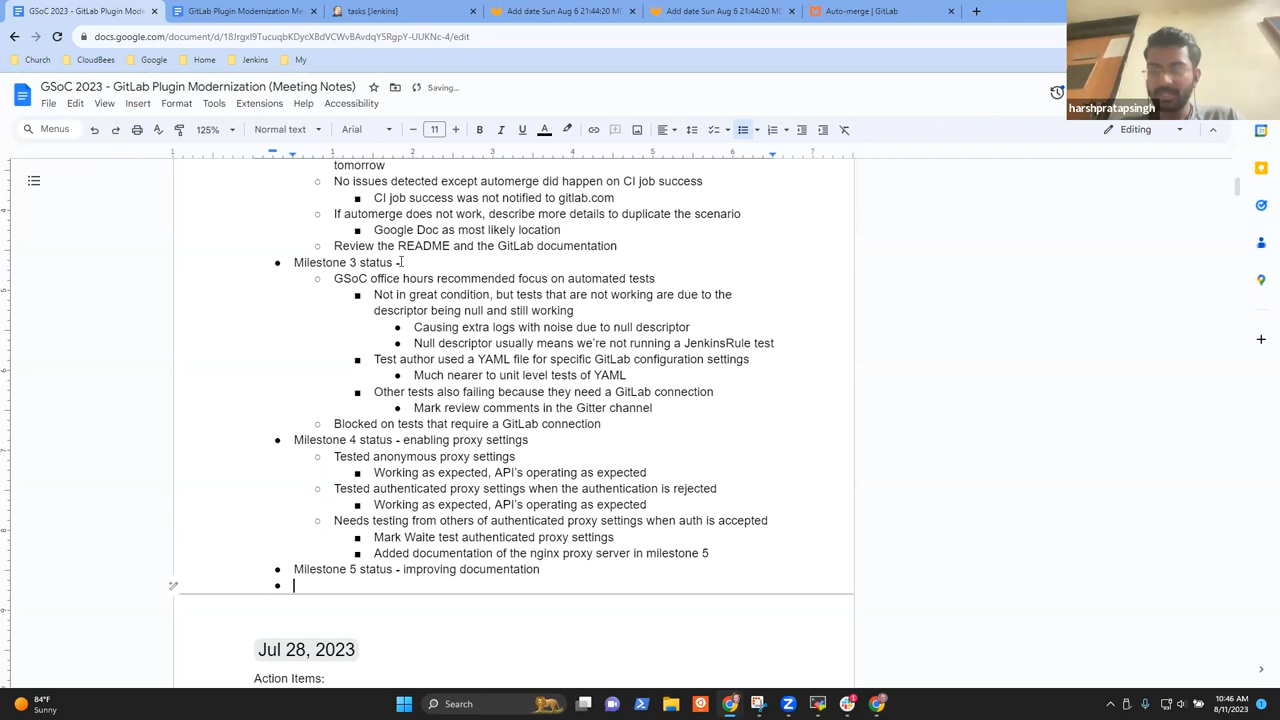 GSoC 2023 - GitLab Plugin Mo
GitLab Plugin Modernization (M
tasks [Jenkins]
Add date Sun Aug 6 21:44:20 M
Add date Sun Aug 6 21:44:20 M
Auto-merge | GitLab
docs.google.com/document/d/18Jrgxl9TucuqbKDycXBdVCWvBAvdqY5RgpY-UUKNc-4/edit
Church
CloudBees
Google
Home
Jenkins
GSoC 2023 - GitLab Plugin Modernization (Meeting Notes)
Saving...
File Edit View Insert Format Tools Extensions Help Accessibility
harshpratapsingh
Menus
125%
Normal text
Arial
11
Editing
1 1 2 3 4 5 6 7
tomorrow
No issues detected except automerge did happen on CI job success
CI job success was not notified to gitlab.com
If automerge does not work, describe more details to duplicate the scenario
Google Doc as most likely location
Review the README and the GitLab documentation
Milestone 3 status -
GSoC office hours recommended focus on automated tests
Not in great condition, but tests that are not working are due to the
descriptor being null and still working
Causing extra logs with noise due to null descriptor
Null descriptor usually means we're not running a JenkinsRule test
Test author used a YAML file for specific GitLab configuration settings
Much nearer to unit level tests of YAML
Other tests also failing because they need a GitLab connection
Mark review comments in the Gitter channel
Blocked on tests that require a GitLab connection
Milestone 4 status - enabling proxy settings
Tested anonymous proxy settings
Working as expected, API's operating as expected
Tested authenticated proxy settings when the authentication is rejected
Working as expected, API's operating as expected
Needs testing from others of authenticated proxy settings when auth is accepted
Mark Waite test authenticated proxy settings
Added documentation of the nginx proxy server in milestone 5
Milestone 5 status - improving documentation
Jul 28, 2023
Action Items:
84°F
Sunny
Search
10:46 AM
8/11/2023